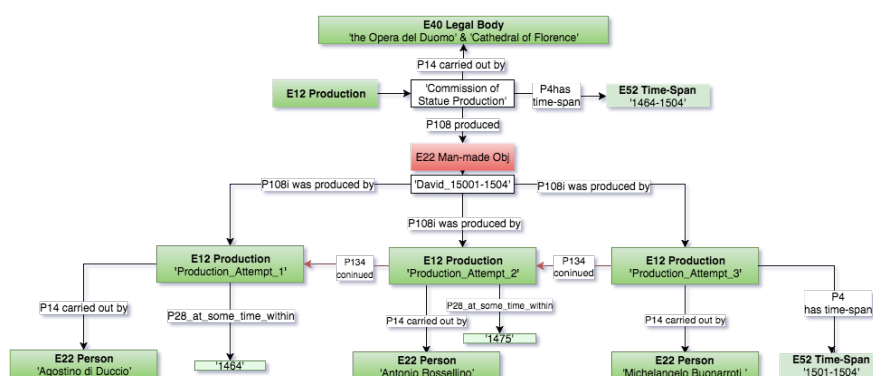 E40 Legal Body
'the Opera del Duomo' & 'Cathedral of Florence'
P14 carried out by
E12 Production
'Commission of
Statue Production'
P4has
time-span
E52 Time-Span
'1464-1504'
P108 produced
E22 Man-made Obj
'David_15001-1504'
P108i was produced by
P108i was produced by
P108i was produced by
E12 Production
'Production_Attempt_1'
P134
coninued
E12 Production
'Production_Attempt_2'
P134
coninued
E12 Production
'Production_Attempt_3'
P14 carried out by
P28_at_some_time_within
P28_at_some_time_within
P14 carried out by
P14 carried out by
P4
has time-span
'1475'
E22 Person
'Agostino di Duccio'
'1464'
E22 Person
'Antonio Rossellino'
E22 Person
'Michelangelo Buonarroti '
E52 Time-Span
'1501-1504'